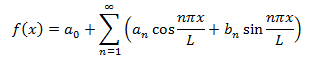 f(x) = a₀ + ∑_{n=1}^{∞} (aₙ cos nπx/L + bₙ sin nπx/L)